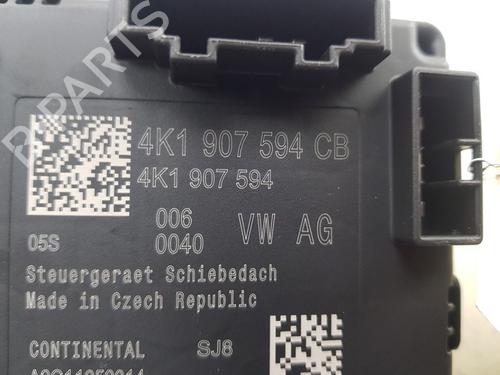 4K1 907 594 CB
4K1 907 594
006
05S 0040 VW AG
Steuergeraet Schiebedach
Made in Czech Republic
CONTINENTAL SJ8